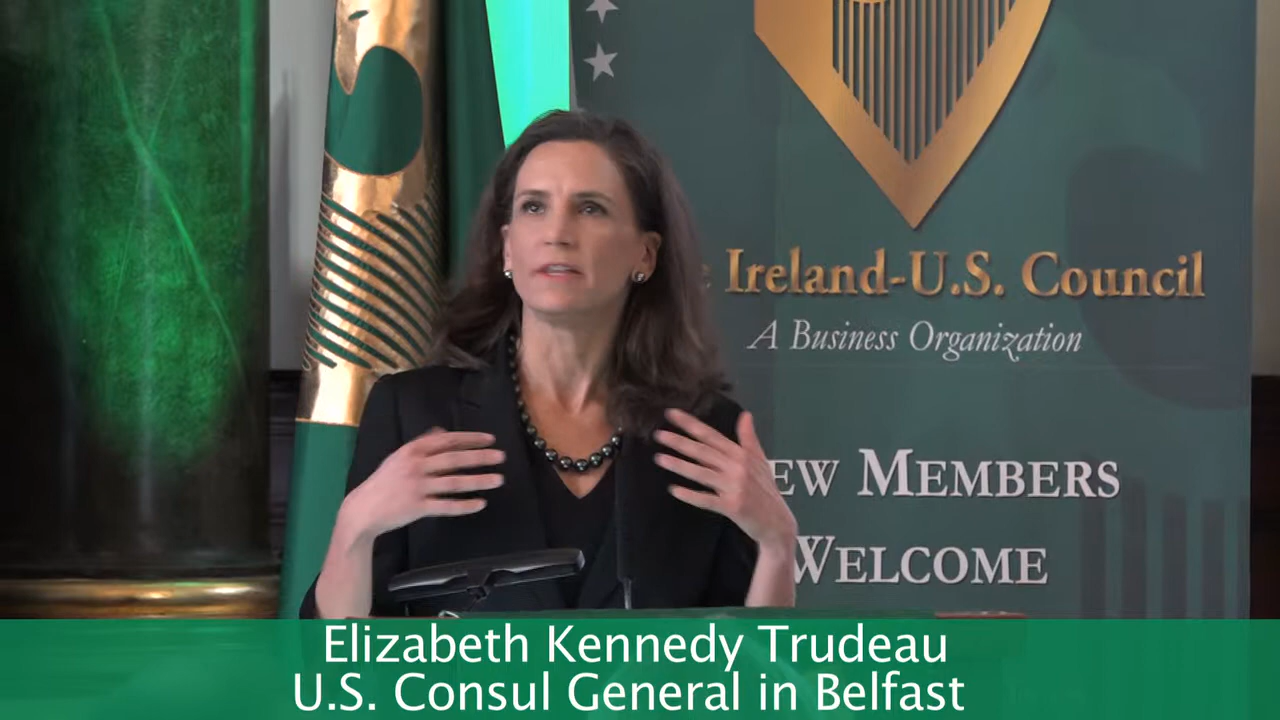 Ireland-U.S. Council
A Business Organization
EW MEMBERS
WELCOME
Elizabeth Kennedy Trudeau
U.S. Consul General in Belfast